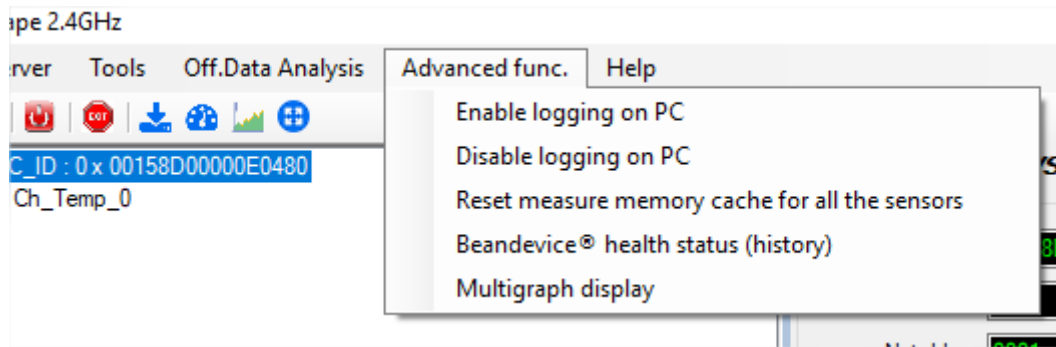 ape 2.4GHz
rver Tools Off.Data Analysis Advanced func. Help
Enable logging on PC
C_ID : 0 x 00158D00000E0480
Disable logging on PC
Ch_Temp_0
Reset measure memory cache for all the sensors
Beandevice® health status (history)
Multigraph display